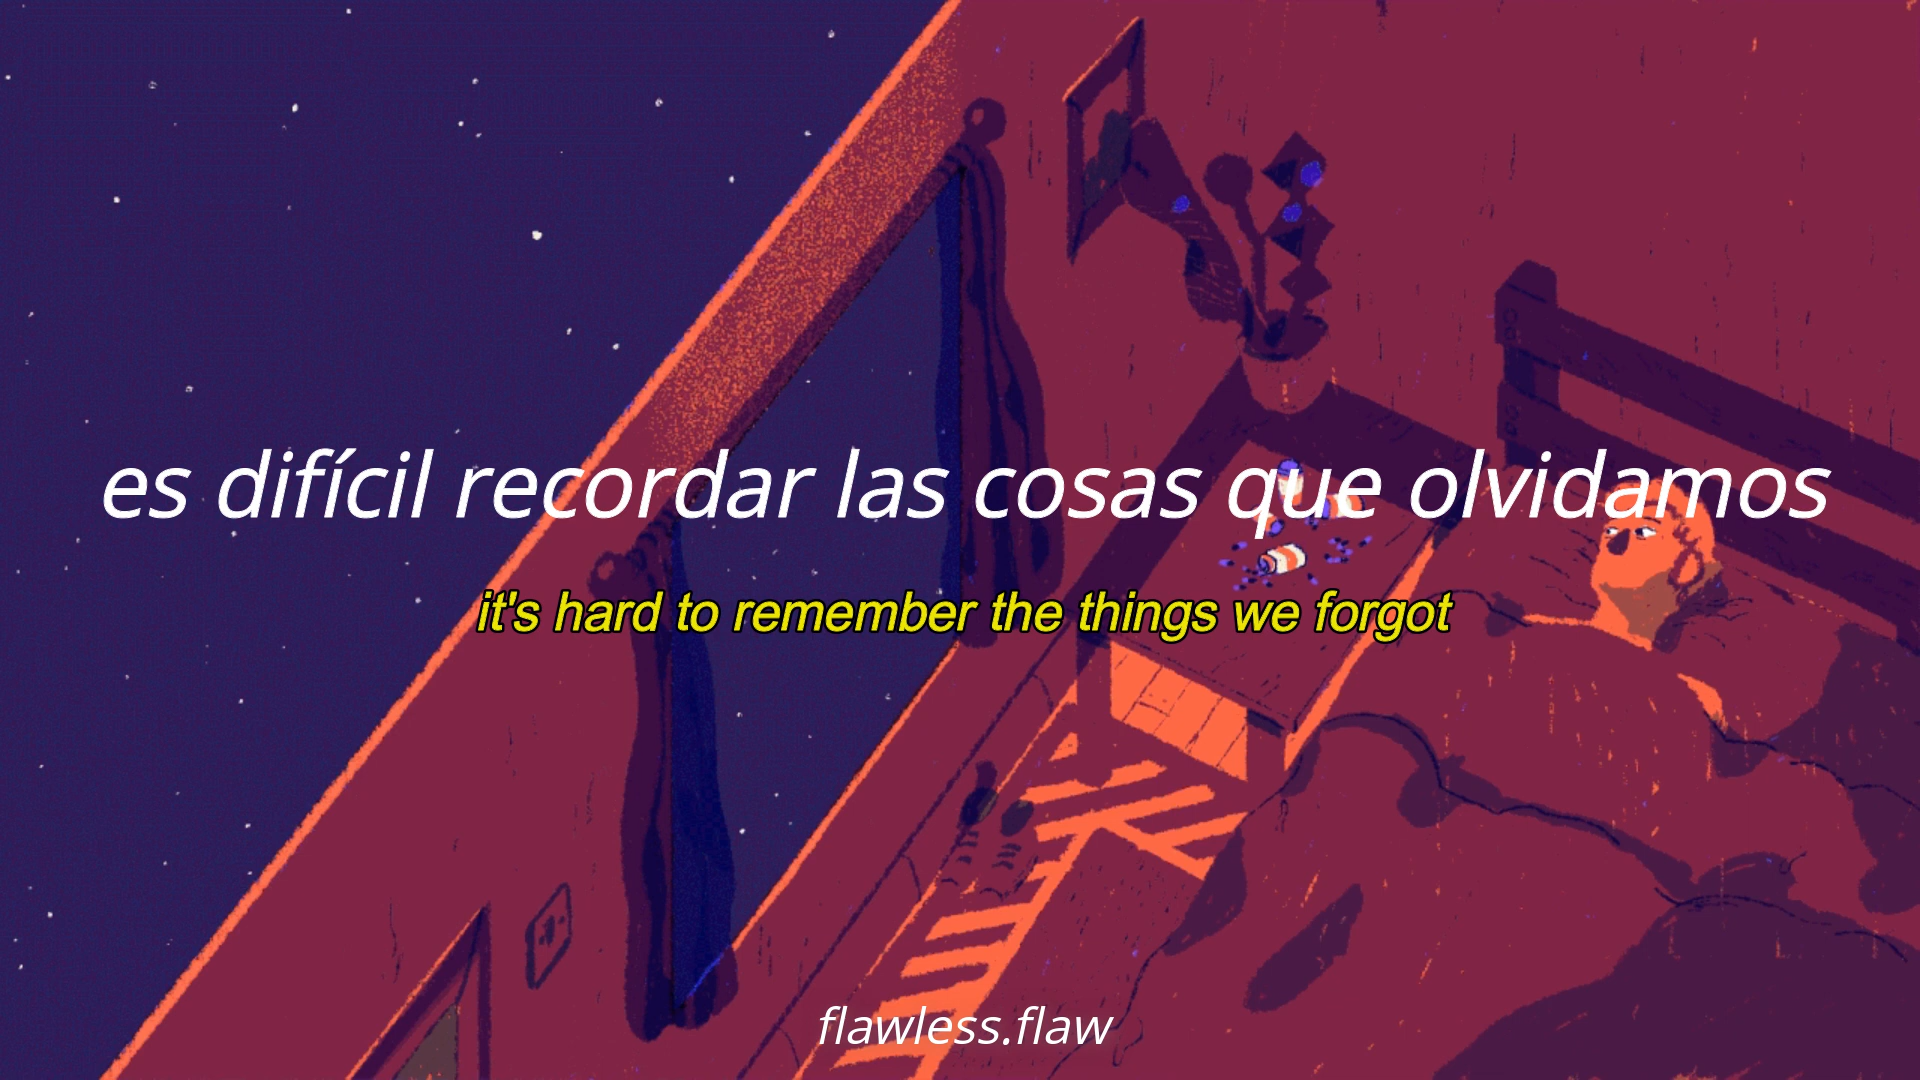 es difícil recordar las cosas que olvidamos
it's hard to remember the things we forgot
flawless.flaw